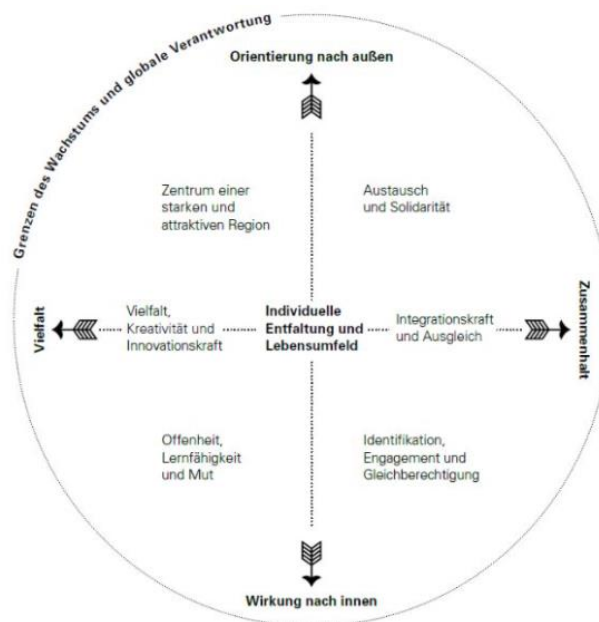 Grenzen des Wachstums und globale Verantwortung
Orientierung nach außen
Zentrum einer
starken und
attraktiven Region
Austausch
und Solidarität
Vielfalt
Vielfalt,
Kreativität und
Innovationskraft
Individuelle
Entfaltung und
Lebensumfeld
Integrationskraft
und Ausgleich
Zusammenhalt
Offenheit,
Lernfähigkeit
und Mut
Identifikation,
Engagement und
Gleichberechtigung
Wirkung nach innen